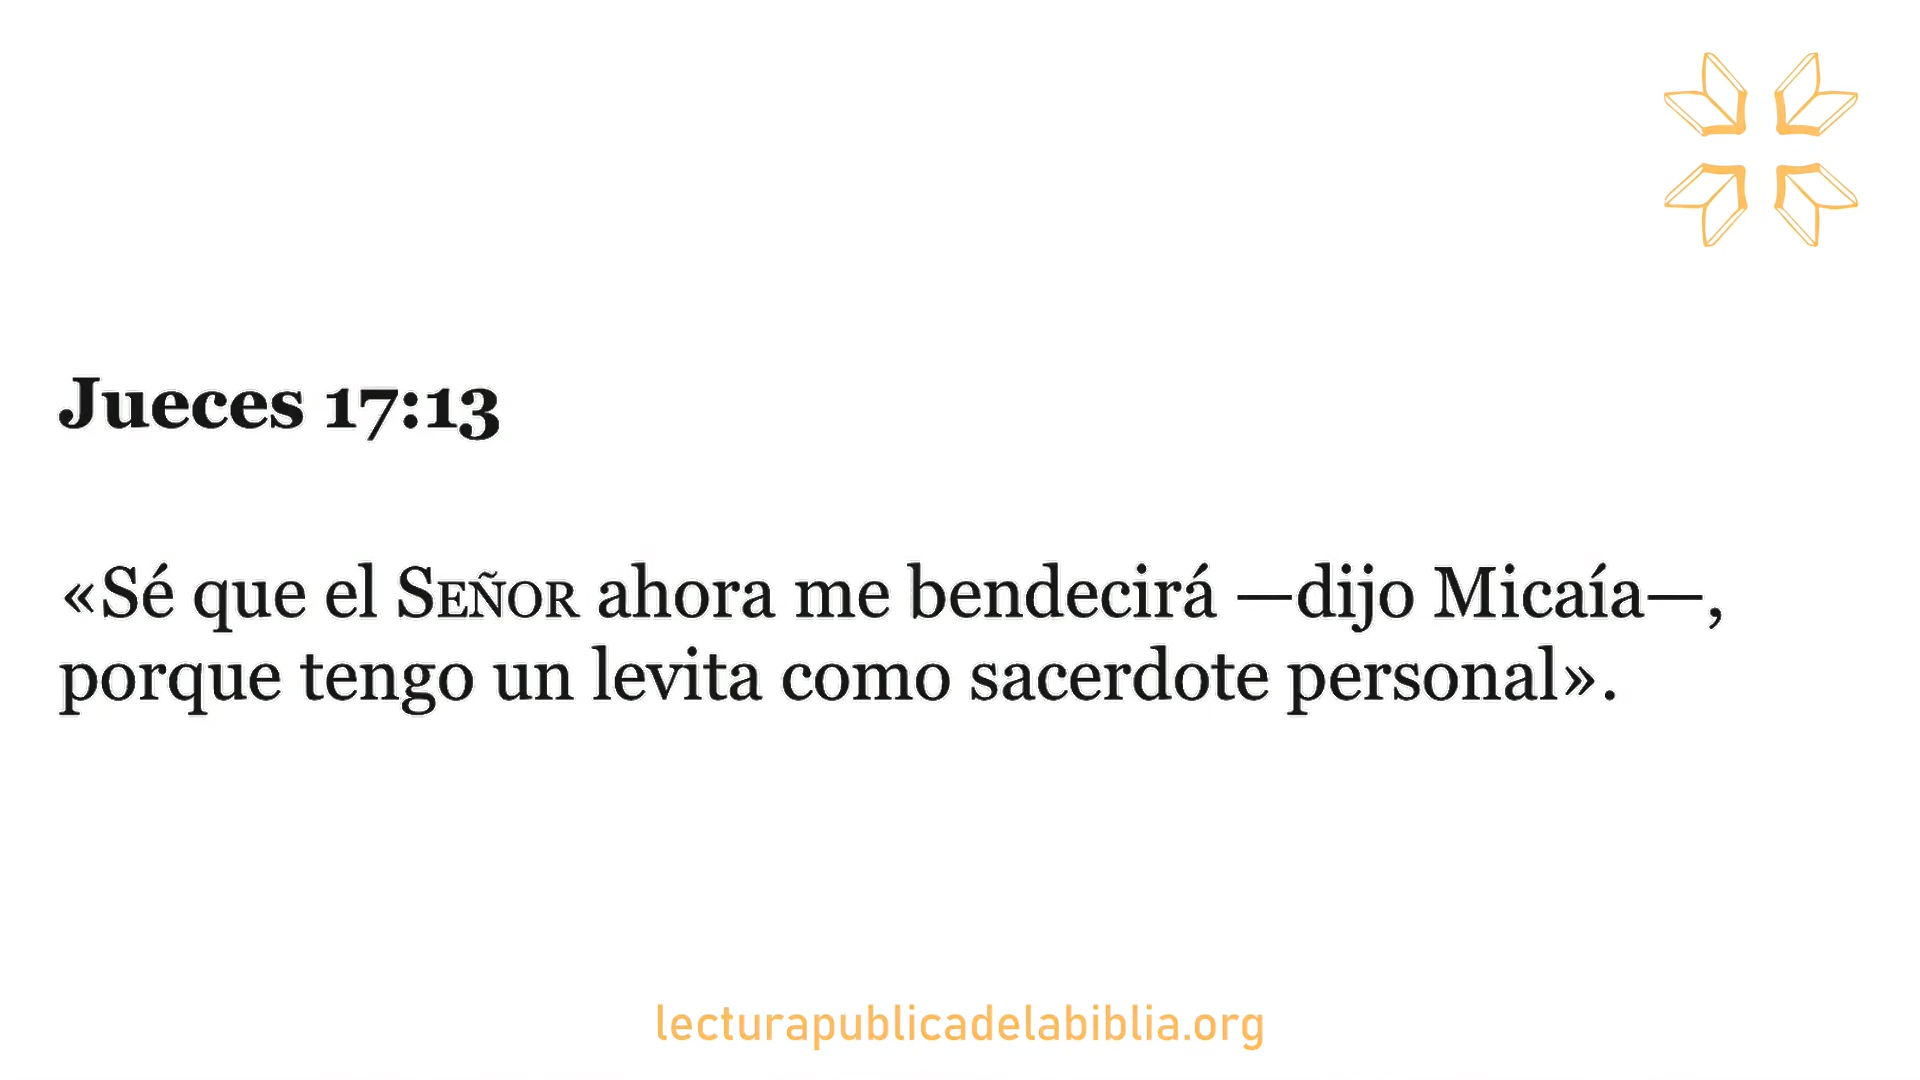 Jueces 17:13
«Sé que el SEÑOR ahora me bendecirá —dijo Micaía—,
porque tengo un levita como sacerdote personal».
lecturapublicadelabiblia.org